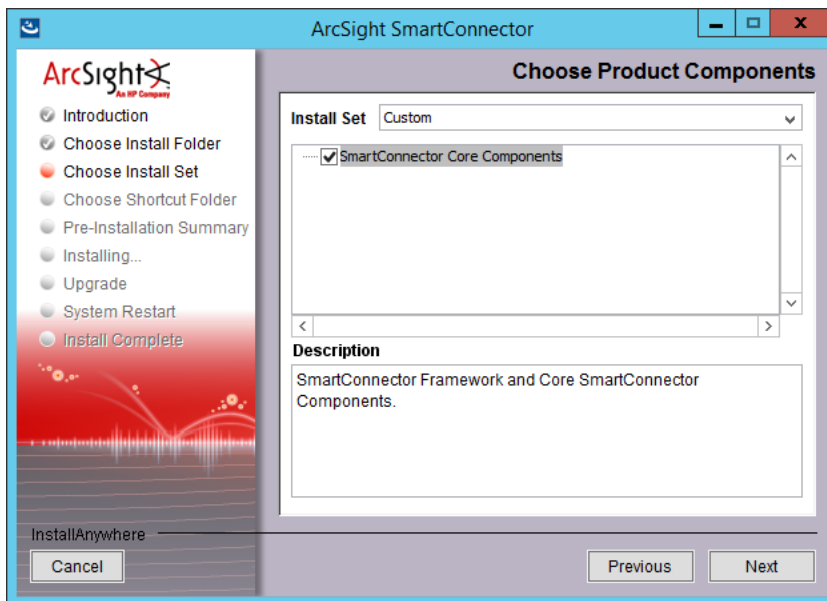 ArcSight SmartConnector
ArcSight
An HP Company
Choose Product Components
Introduction
Choose Install Folder
Choose Install Set
Choose Shortcut Folder
Pre-Installation Summary
Installing...
Upgrade
System Restart
Install Complete
Install Set Custom
SmartConnector Core Components
Description
SmartConnector Framework and Core SmartConnector
Components.
InstallAnywhere
Cancel
Previous
Next